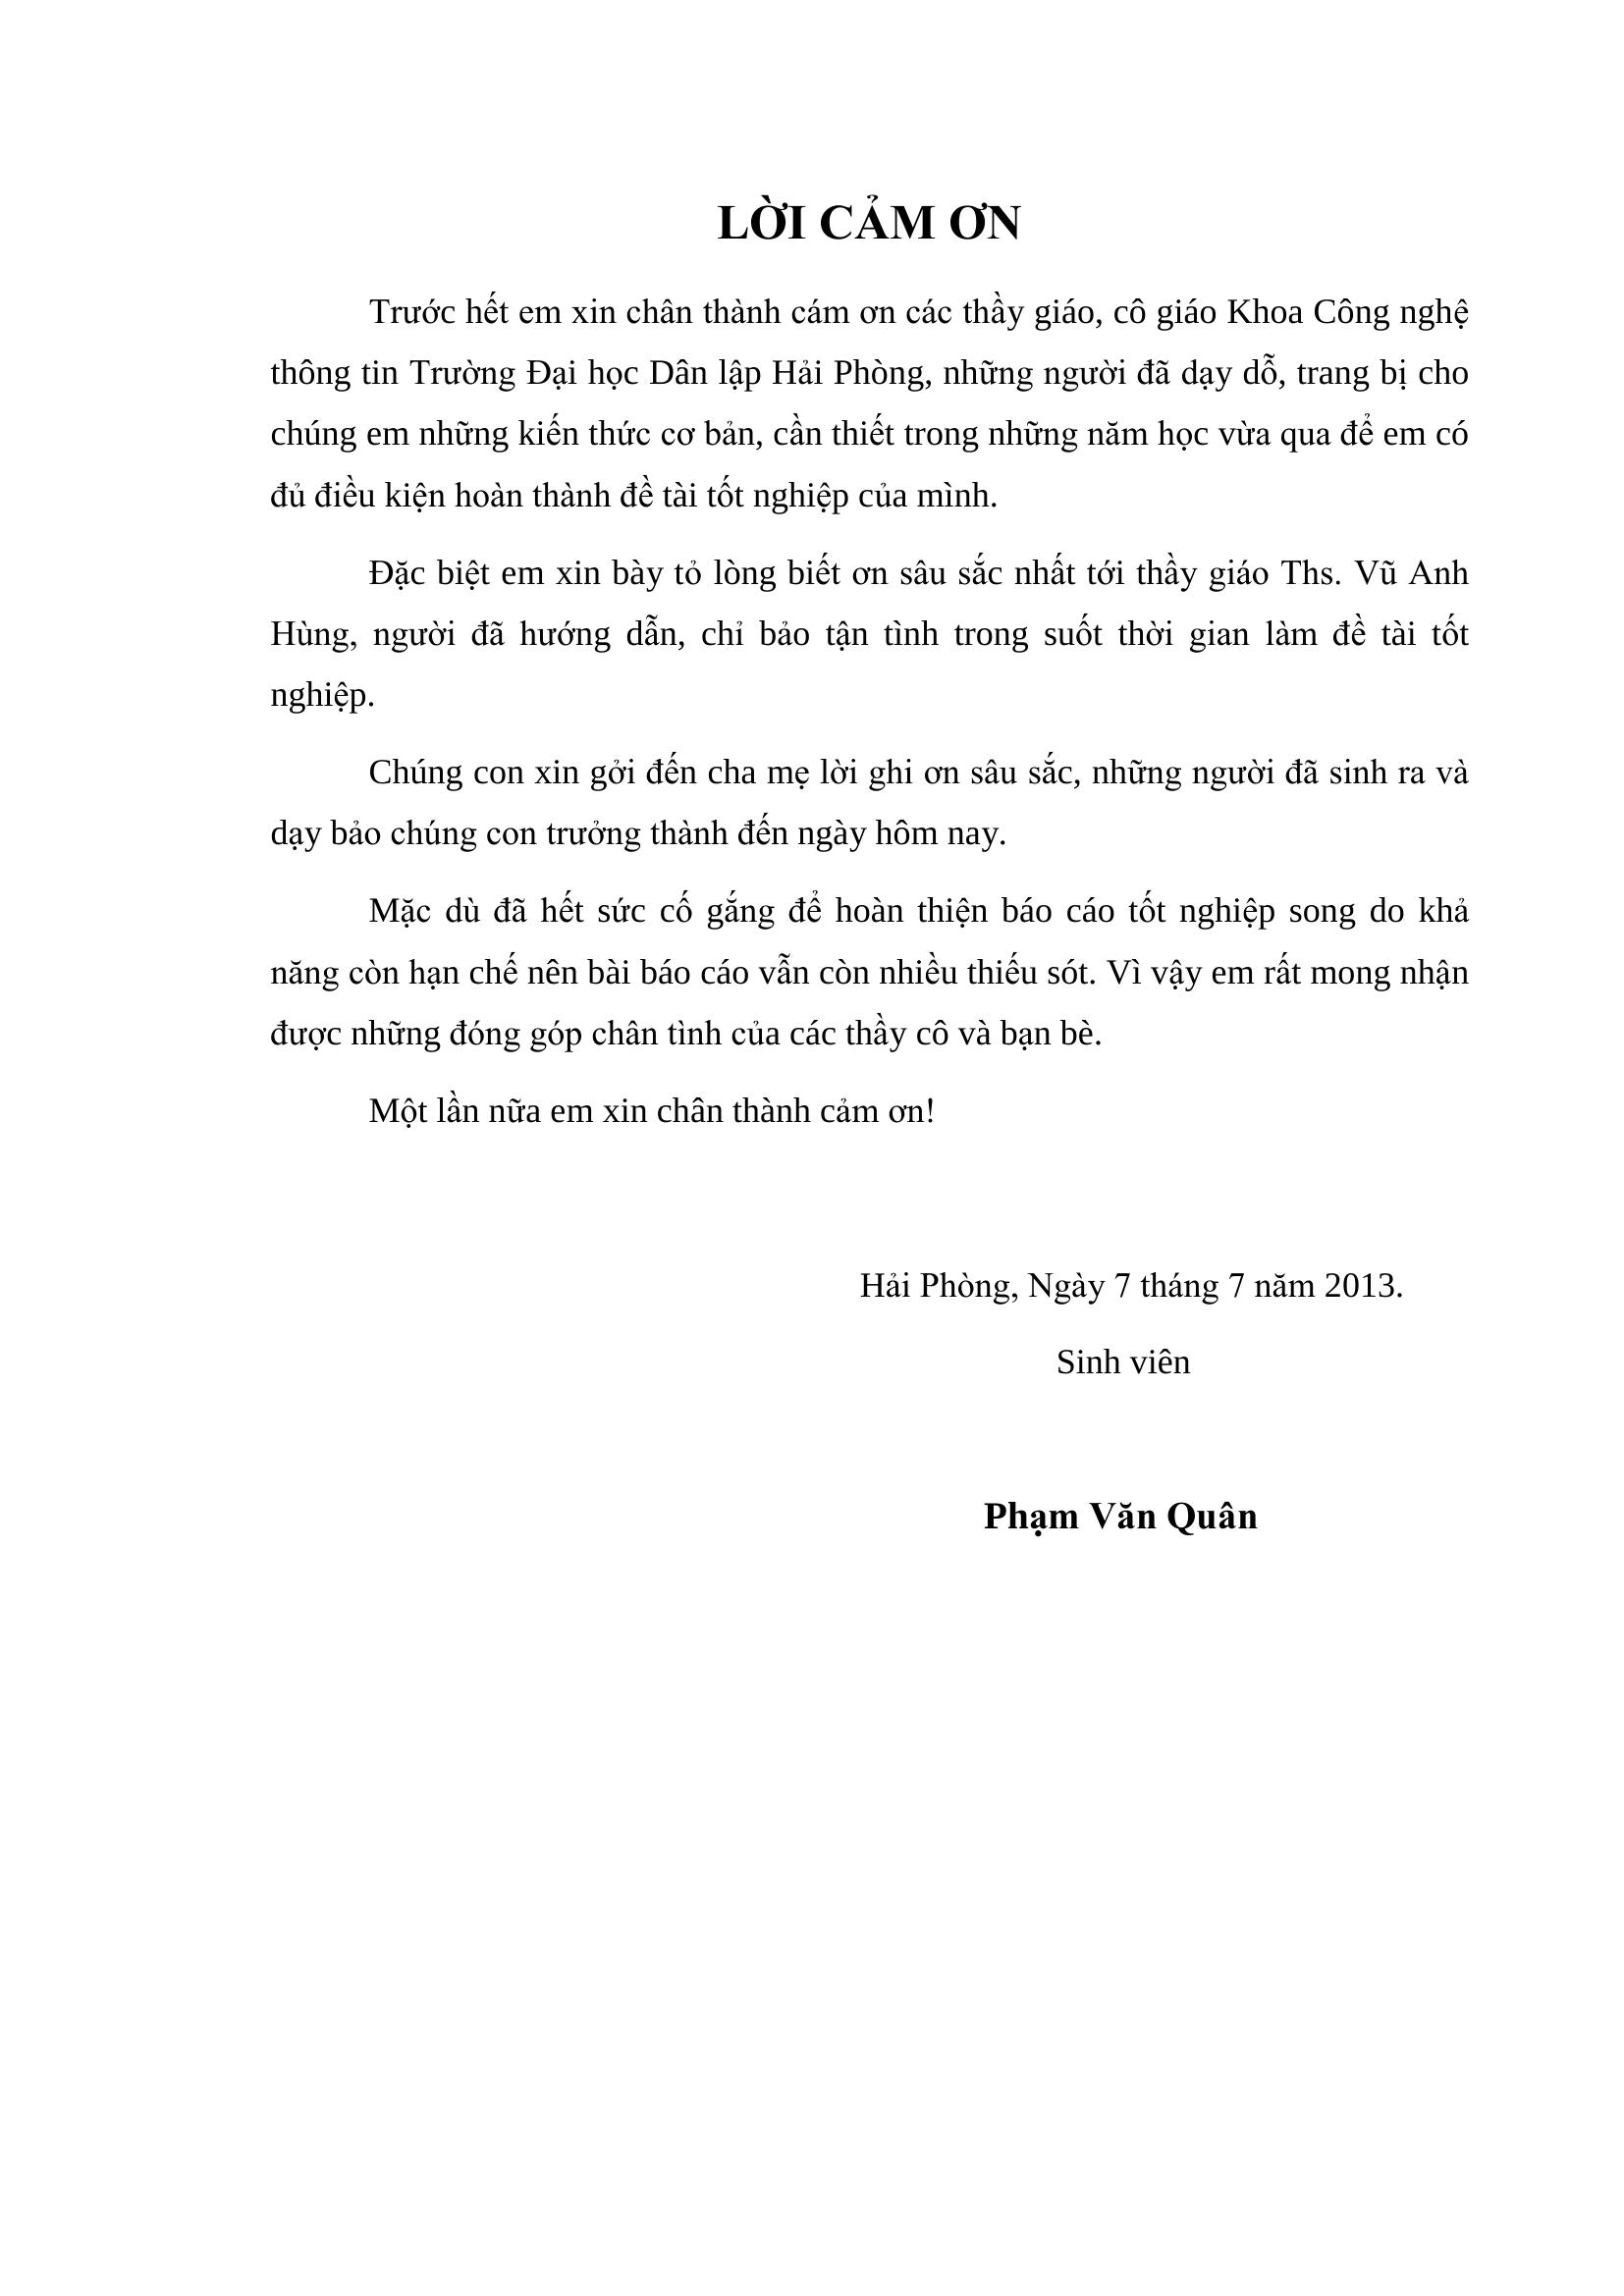 LỜI CẢM ƠN
Trước hết em xin chân thành cám ơn các thầy giáo, cô giáo Khoa Công nghệ
thông tin Trường Đại học Dân lập Hải Phòng, những người đã dạy dỗ, trang bị cho
chúng em những kiến thức cơ bản, cần thiết trong những năm học vừa qua để em có
đủ điều kiện hoàn thành đề tài tốt nghiệp của mình.
Đặc biệt em xin bày tỏ lòng biết ơn sâu sắc nhất tới thầy giáo Ths. Vũ Anh
Hùng, người đã hướng dẫn, chỉ bảo tận tình trong suốt thời gian làm đề tài tốt
nghiệp.
Chúng con xin gởi đến cha mẹ lời ghi ơn sâu sắc, những người đã sinh ra và
dạy bảo chúng con trưởng thành đến ngày hôm nay.
Mặc dù đã hết sức cố gắng để hoàn thiện báo cáo tốt nghiệp song do khả
năng còn hạn chế nên bài báo cáo vẫn còn nhiều thiếu sót. Vì vậy em rất mong nhận
được những đóng góp chân tình của các thầy cô và bạn bè.
Một lần nữa em xin chân thành cảm ơn!
Hải Phòng, Ngày 7 tháng 7 năm 2013.
Sinh viên
Phạm Văn Quân